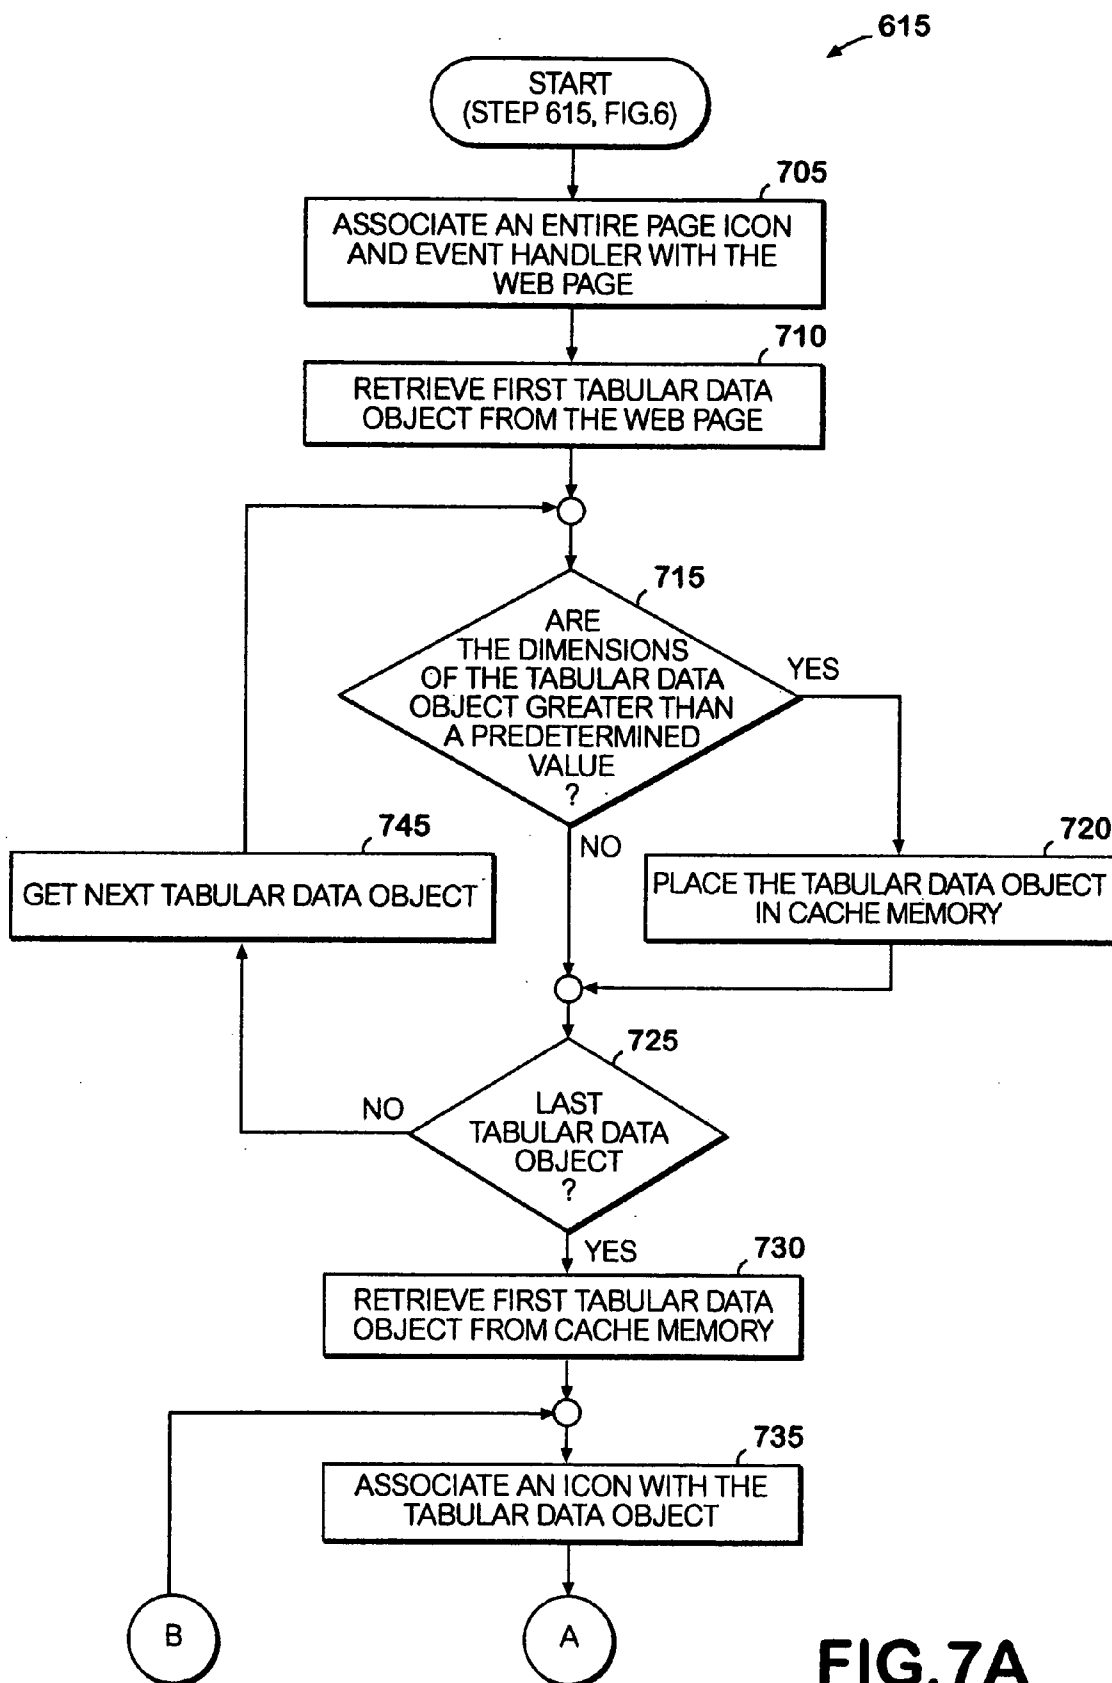 615
START
(STEP 615, FIG.6)
705
ASSOCIATE AN ENTIRE PAGE ICON
AND EVENT HANDLER WITH THE
WEB PAGE
710
RETRIEVE FIRST TABULAR DATA
OBJECT FROM THE WEB PAGE
715
ARE
THE DIMENSIONS
OF THE TABULAR DATA
OBJECT GREATER THAN
A PREDETERMINED
VALUE
?
YES
NO
745
GET NEXT TABULAR DATA OBJECT
720
PLACE THE TABULAR DATA OBJECT
IN CACHE MEMORY
725
LAST
TABULAR DATA
OBJECT
?
NO
YES
730
RETRIEVE FIRST TABULAR DATA
OBJECT FROM CACHE MEMORY
735
ASSOCIATE AN ICON WITH THE
TABULAR DATA OBJECT
B
A
FIG.7A